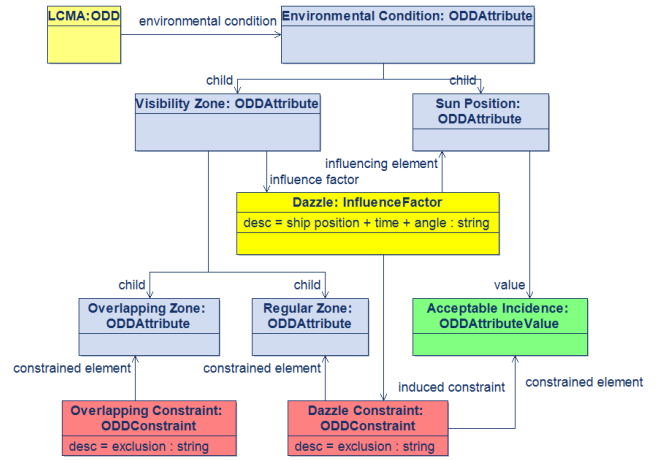 LCMA:ODD
environmental condition
Environmental Condition: ODDAttribute
child
child
Visibility Zone: ODDAttribute
Sun Position:
ODDAttribute
influencing element
influence factor
Dazzle: InfluenceFactor
desc = ship position + time + angle : string
child
child
value
Overlapping Zone:
ODDAttribute
Regular Zone:
ODDAttribute
Acceptable Incidence:
ODDAttributeValue
constrained element
constrained element
induced constraint
constrained element
Overlapping Constraint:
ODDConstraint
desc = exclusion : string
Dazzle Constraint:
ODDConstraint
desc = exclusion : string